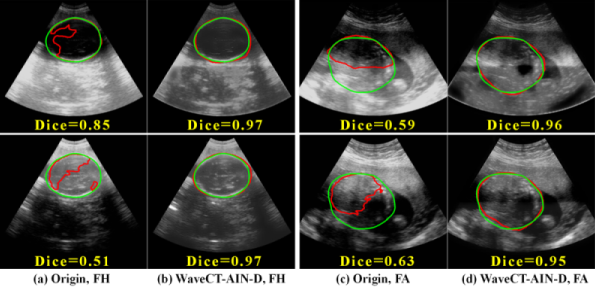 Dice=0.85
Dice=0.97
Dice=0.59
Dice=0.96
Dice=0.51
Dice=0.97
Dice=0.63
Dice=0.95
(a) Origin, FH
(b) WaveCT-AIN-D, FH
(c) Origin, FA
(d) WaveCT-AIN-D, FA